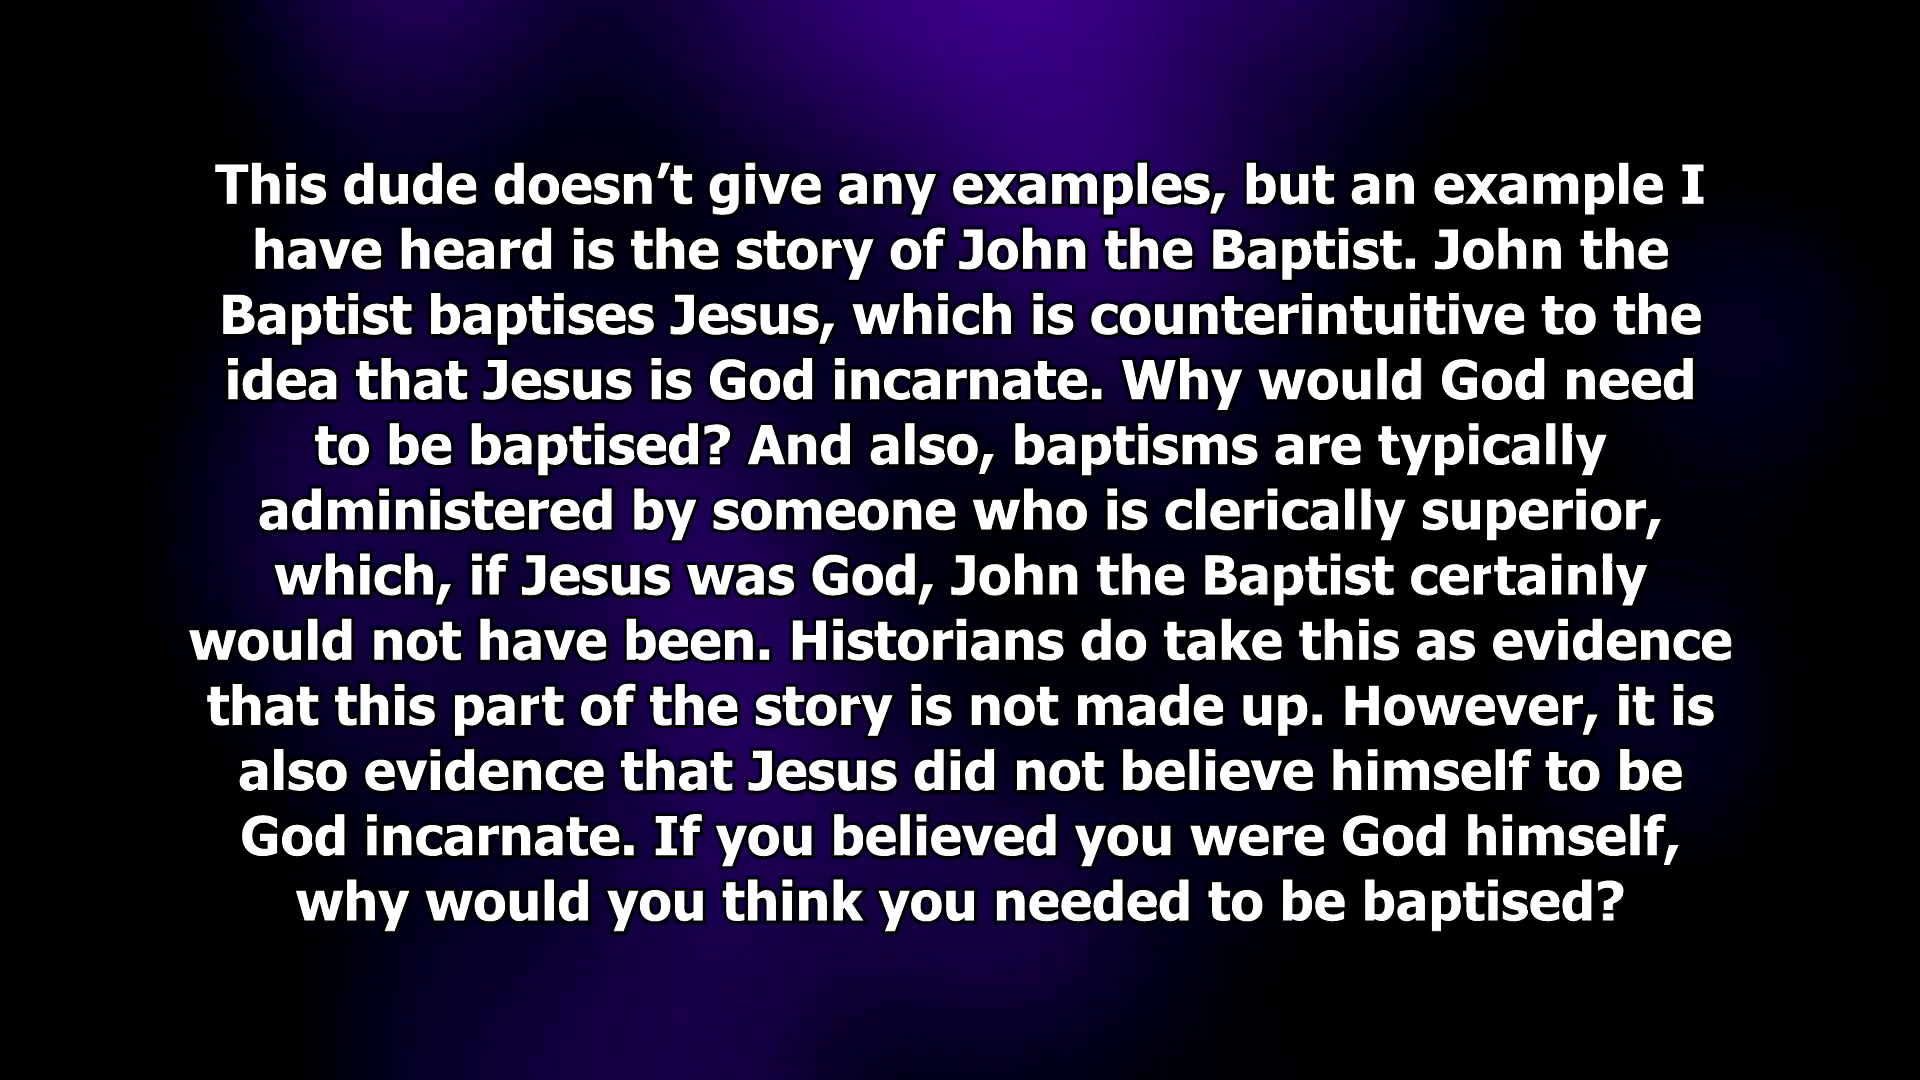 This dude doesn’t give any examples, but an example I
have heard is the story of John the Baptist. John the
Baptist baptises Jesus, which is counterintuitive to the
idea that Jesus is God incarnate. Why would God need
to be baptised? And also, baptisms are typically
administered by someone who is clerically superior,
which, if Jesus was God, John the Baptist certainly
would not have been. Historians do take this as evidence
that this part of the story is not made up. However, it is
also evidence that Jesus did not believe himself to be
God incarnate. If you believed you were God himself,
why would you think you needed to be baptised?